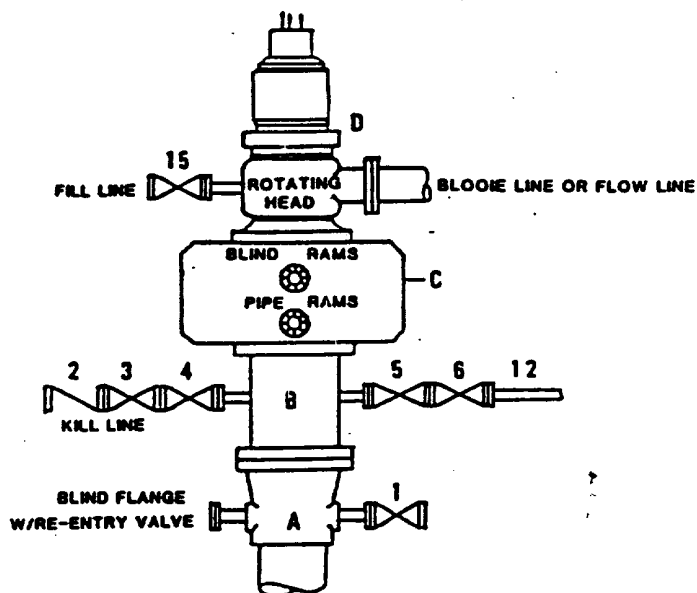 D
15
FILL LINE
ROTATING
HEAD
BLOOIE LINE OR FLOW LINE
BLIND RAMS
C
PIPE RAMS
2 3 4
5 6 12
B
KILL LINE
BLIND FLANGE
W/RE-ENTRY VALVE
A
1